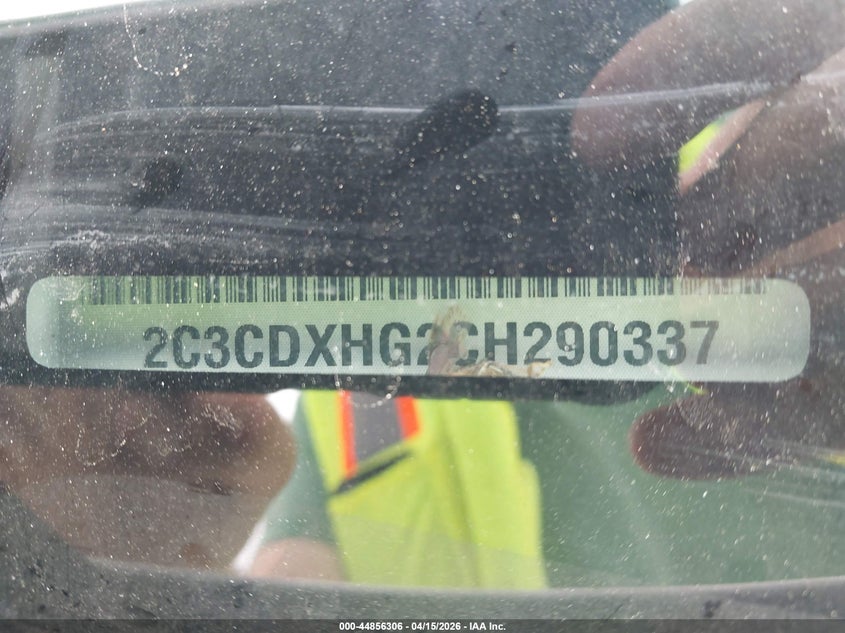 2C3CDXHG2CH290337
000-44856306 - 04/15/2026 - IAA Inc.